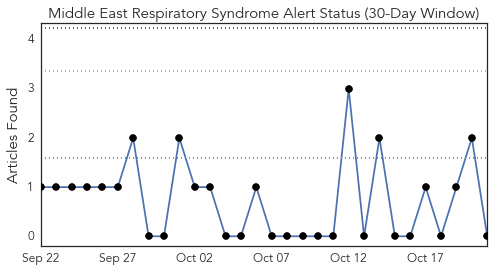 Middle East Respiratory Syndrome Alert Status (30-Day Window)
Articles Found
4
3
2
1
0
Sep 22 Sep 27 Oct 02 Oct 07 Oct 12 Oct 17